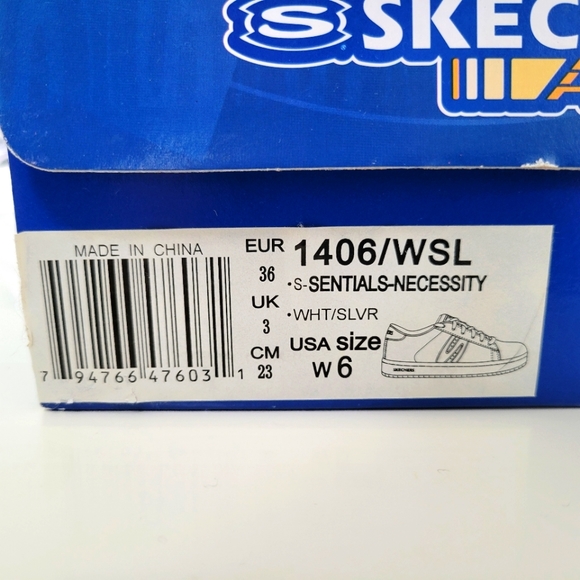 S SKEC
MADE IN CHINA
7 94766 47603 1
EUR
36
UK
3
CM
23
1406/WSL
•S-SENTIALS-NECESSITY
•WHT/SLVR
USA size
W 6
SKECHERS